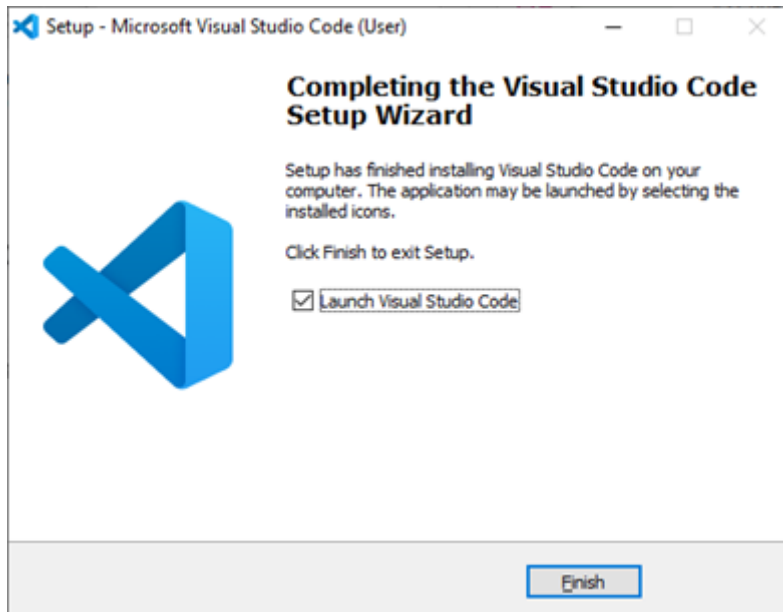 Setup - Microsoft Visual Studio Code (User)
Completing the Visual Studio Code
Setup Wizard
Setup has finished installing Visual Studio Code on your
computer. The application may be launched by selecting the
installed icons.
Click Finish to exit Setup.
Launch Visual Studio Code
Finish